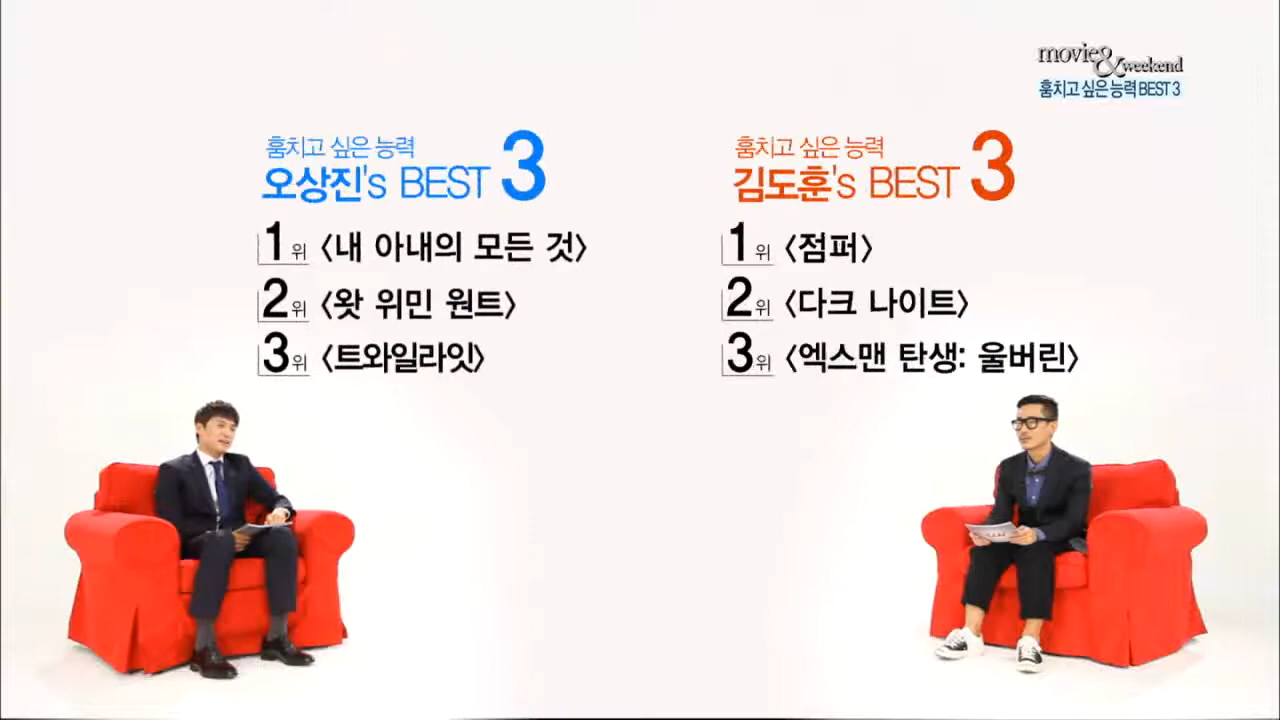 movie & weekend
훔치고 싶은 능력 BEST 3
훔치고 싶은 능력
오상진's BEST 3
1위 <내 아내의 모든 것>
2위 <왓 위민 원트>
3위 <트와일라잇>
훔치고 싶은 능력
김도훈's BEST 3
1위 <점퍼>
2위 <다크 나이트>
3위 <엑스맨 탄생: 울버린>